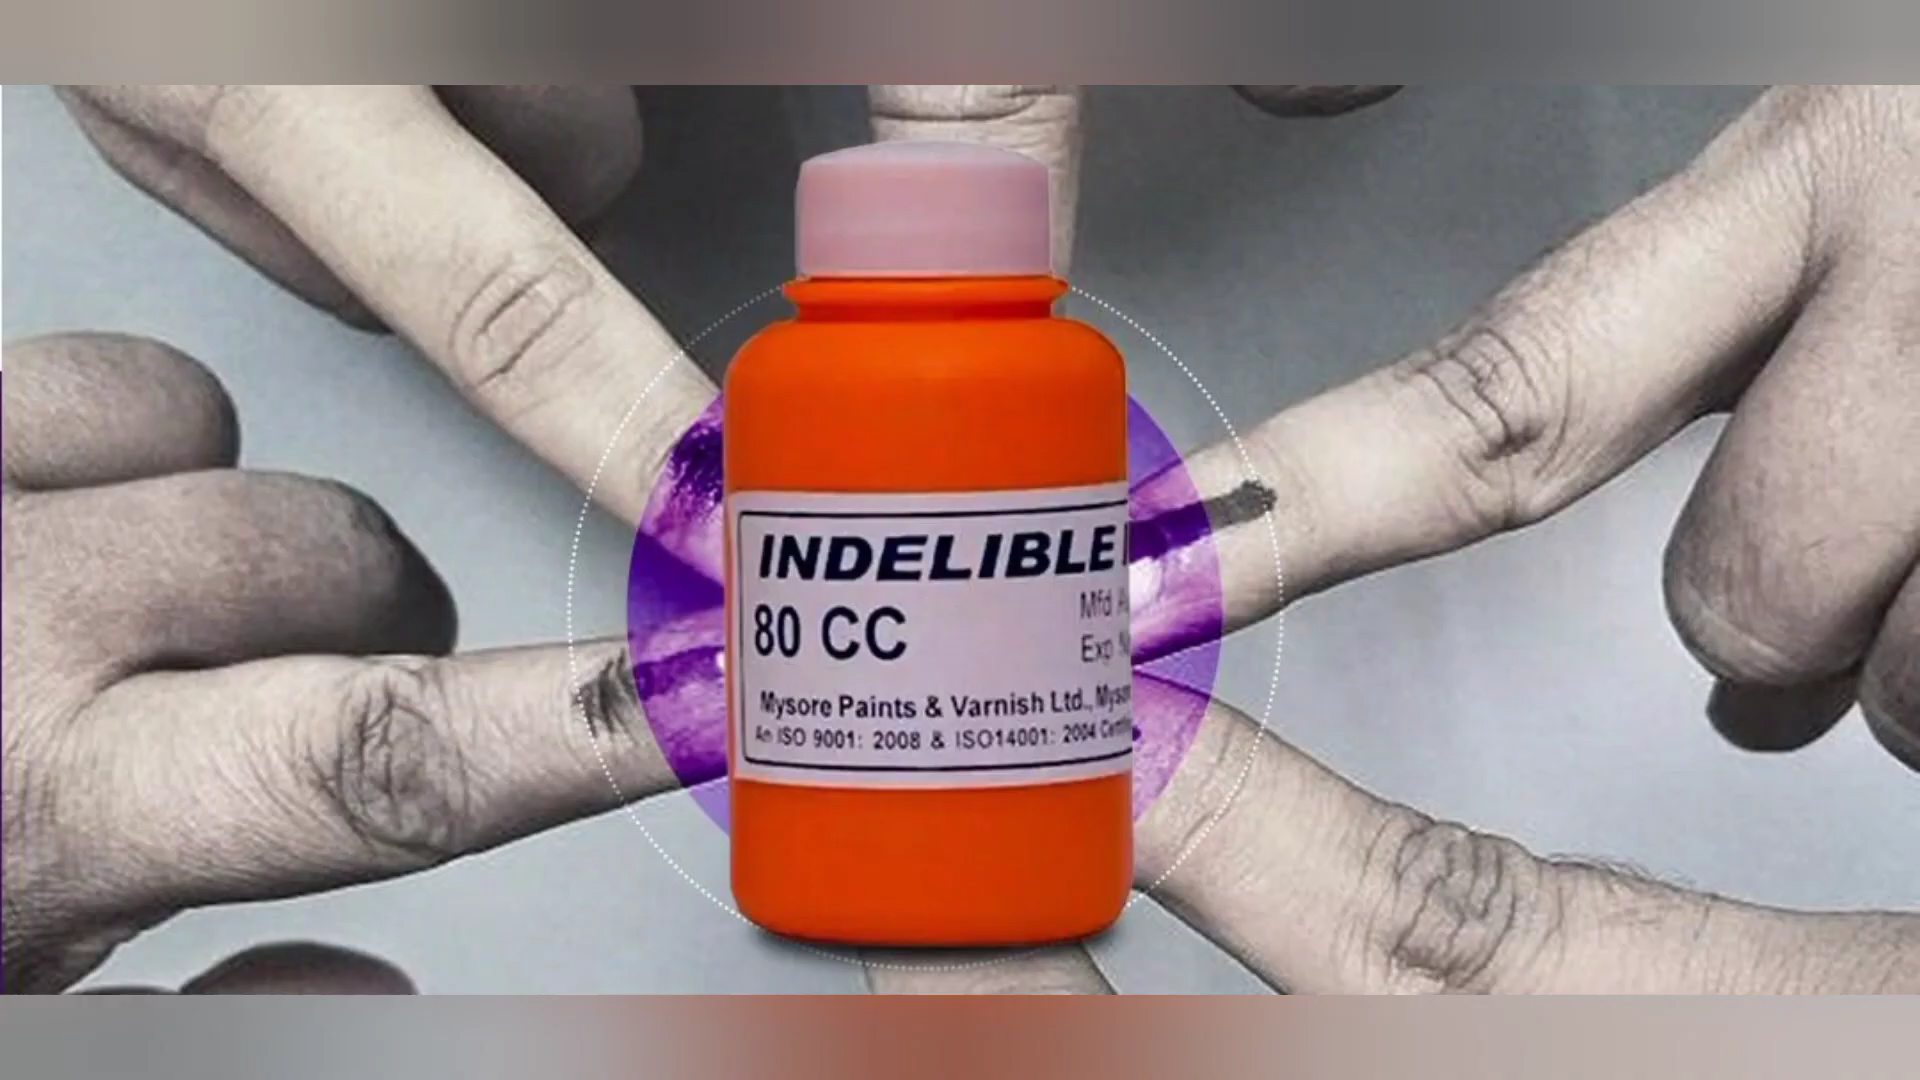 INDELIBLE
80 CC
Mfd
Exp
Mysore Paints & Varnish Ltd.,
An ISO 9001: 2008 & ISO14001: 2004